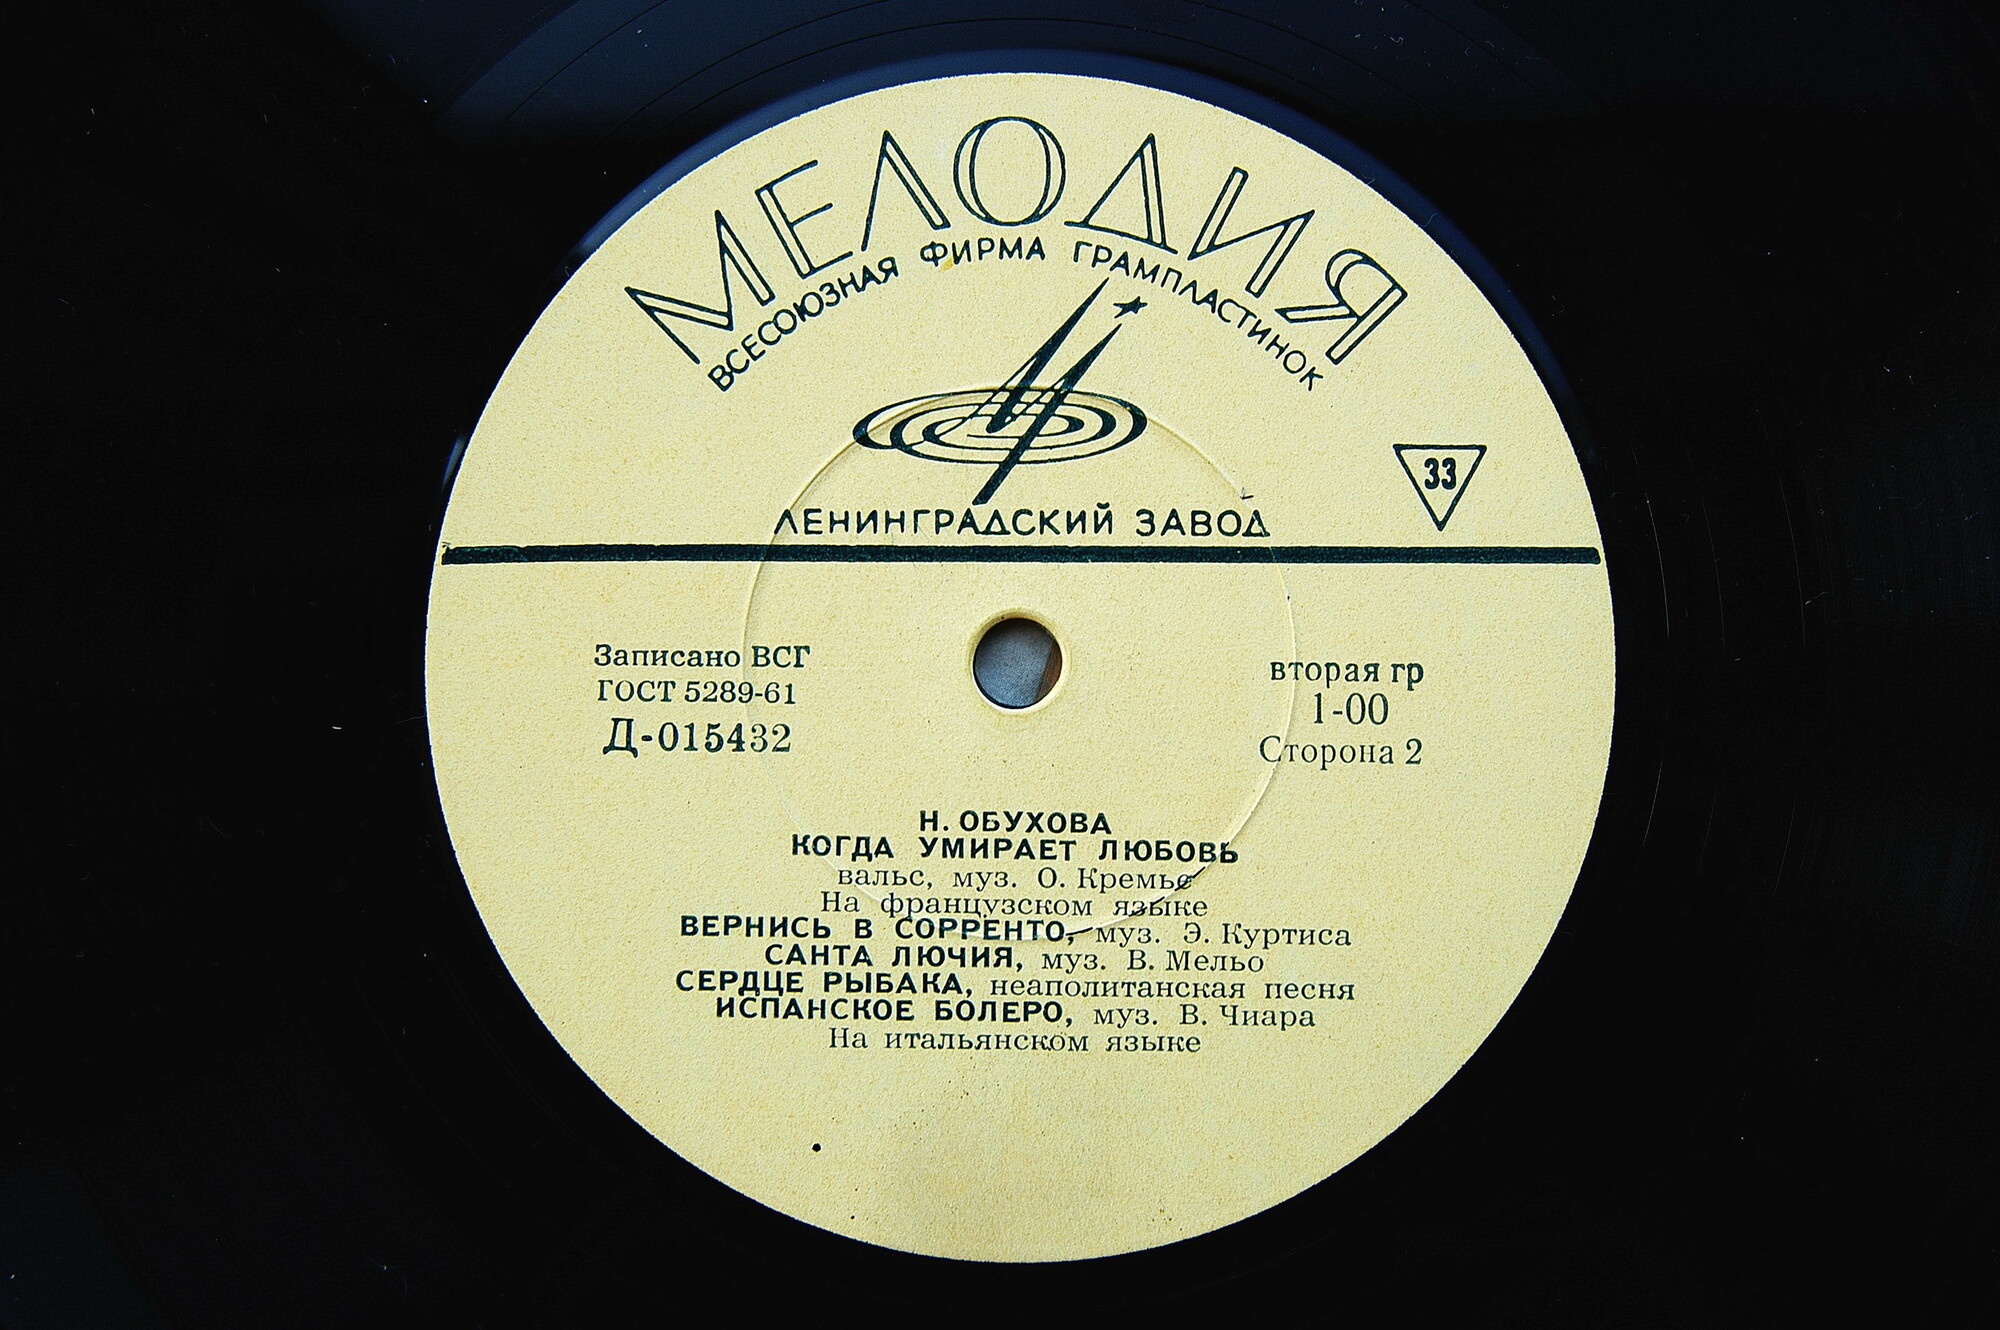 МЕЛОДИЯ
ВСЕСОЮЗНАЯ ФИРМА ГРАМПЛАСТИНОК
33
ЛЕНИНГРАДСКИЙ ЗАВОД
Записано ВСГ
ГОСТ 5289-61
Д-015432
вторая гр
1-00
Сторона 2
Н. ОБУХОВА
КОГДА УМИРАЕТ ЛЮБОВЬ
вальс, муз. О. Кремье
На французском языке
ВЕРНИСЬ В СОРРЕНТО, муз. Э. Куртиса
САНТА ЛЮЧИЯ, муз. В. Мельо
СЕРДЦЕ РЫБАКА, неаполитанская песня
ИСПАНСКОЕ БОЛЕРО, муз. В. Чиара
На итальянском языке